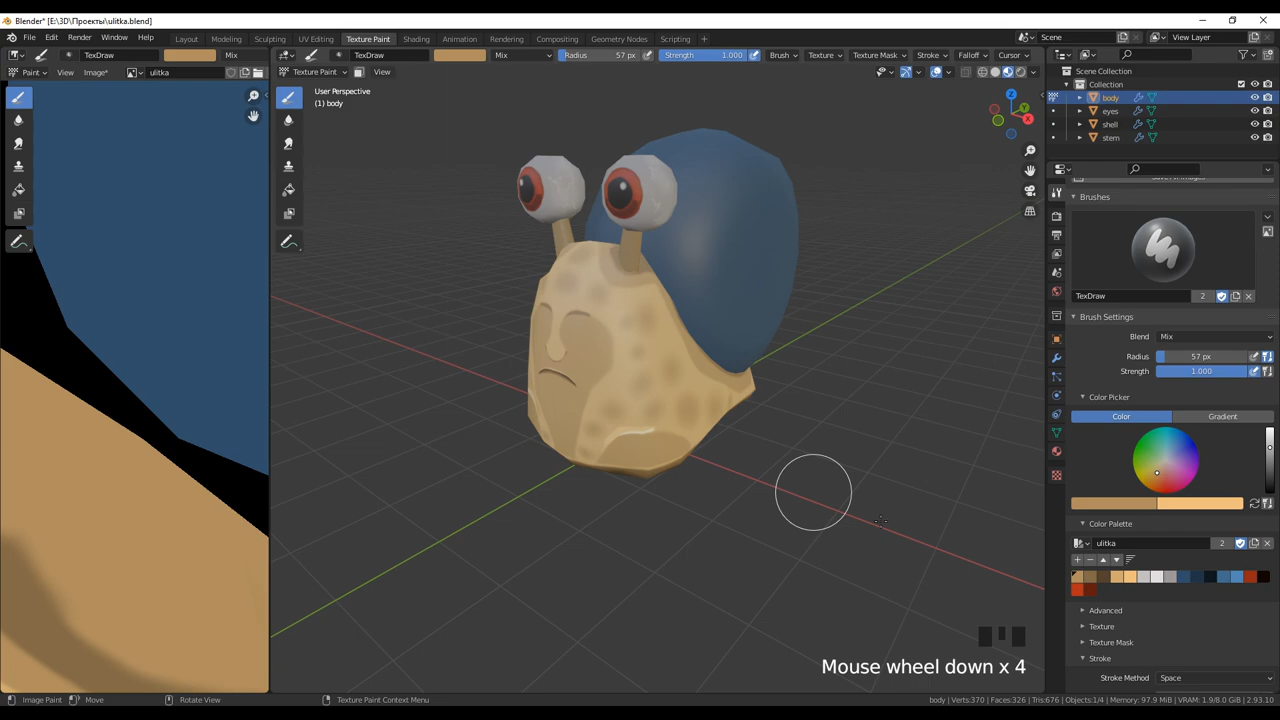 Blender* [E:\3D\Проекты\ulitka.blend]
File Edit Render Window Help
Layout Modeling Sculpting UV Editing Texture Paint Shading Animation Rendering Compositing Geometry Nodes Scripting +
Scene View Layer
TexDraw Mix
TexDraw Mix Radius 57 px Strength 1.000 Brush Texture Texture Mask Stroke Falloff Cursor
Paint View Image* ulitka
Texture Paint View
User Perspective
(1) body
Z
Y
X
Scene Collection
Collection
body
eyes
shell
stem
Brushes
TexDraw 2
Brush Settings
Blend Mix
Radius 57 px
Strength 1.000
Color Picker
Color Gradient
Color Palette
ulitka 2
Advanced
Texture
Texture Mask
Stroke
Stroke Method Space
Mouse wheel down x 4
Image Paint Move Rotate View Texture Paint Context Menu
body | Verts:370 | Faces:326 | Tris:676 | Objects:1/4 | Memory: 97.9 MiB | VRAM: 1.9/8.0 GiB | 2.93.10